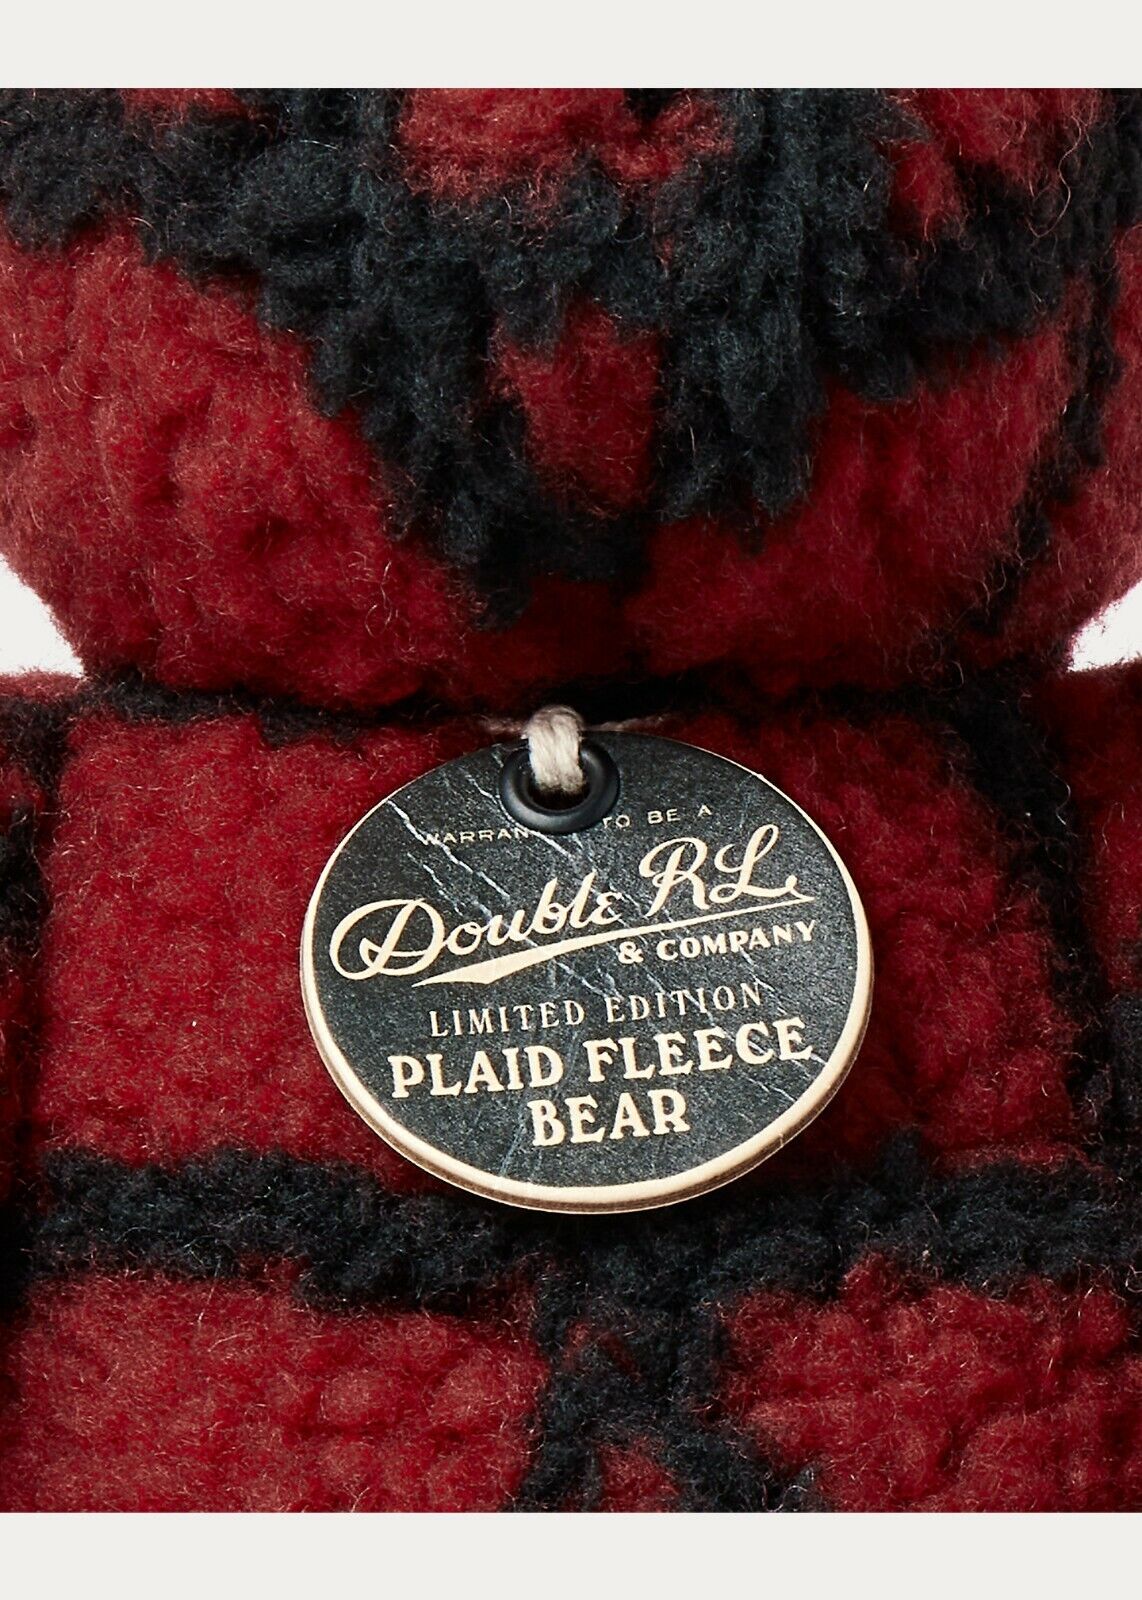 TO BE A
Double RL
& COMPANY
LIMITED EDITION
PLAID FLEECE
BEAR